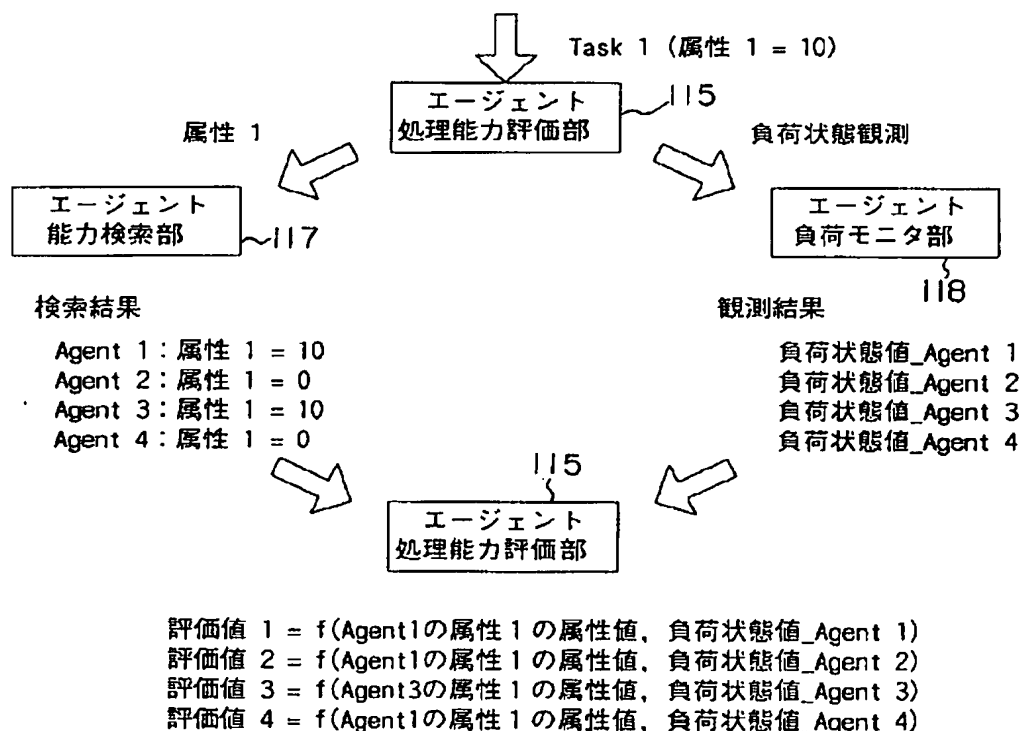 Task 1 (属性 1 = 10)
エージェント
処理能力評価部
115
属性 1
負荷状態観測
エージェント
能力検索部
117
エージェント
負荷モニタ部
118
検索結果
Agent 1：属性 1 = 10
Agent 2：属性 1 = 0
Agent 3：属性 1 = 10
Agent 4：属性 1 = 0
観測結果
負荷状態値_Agent 1
負荷状態値_Agent 2
負荷状態値_Agent 3
負荷状態値_Agent 4
115
エージェント
処理能力評価部
評価値 1 = f(Agent1の属性 1 の属性値, 負荷状態値_Agent 1)
評価値 2 = f(Agent1の属性 1 の属性値, 負荷状態値_Agent 2)
評価値 3 = f(Agent3の属性 1 の属性値, 負荷状態値_Agent 3)
評価値 4 = f(Agent1の属性 1 の属性値, 負荷状態値_Agent 4)